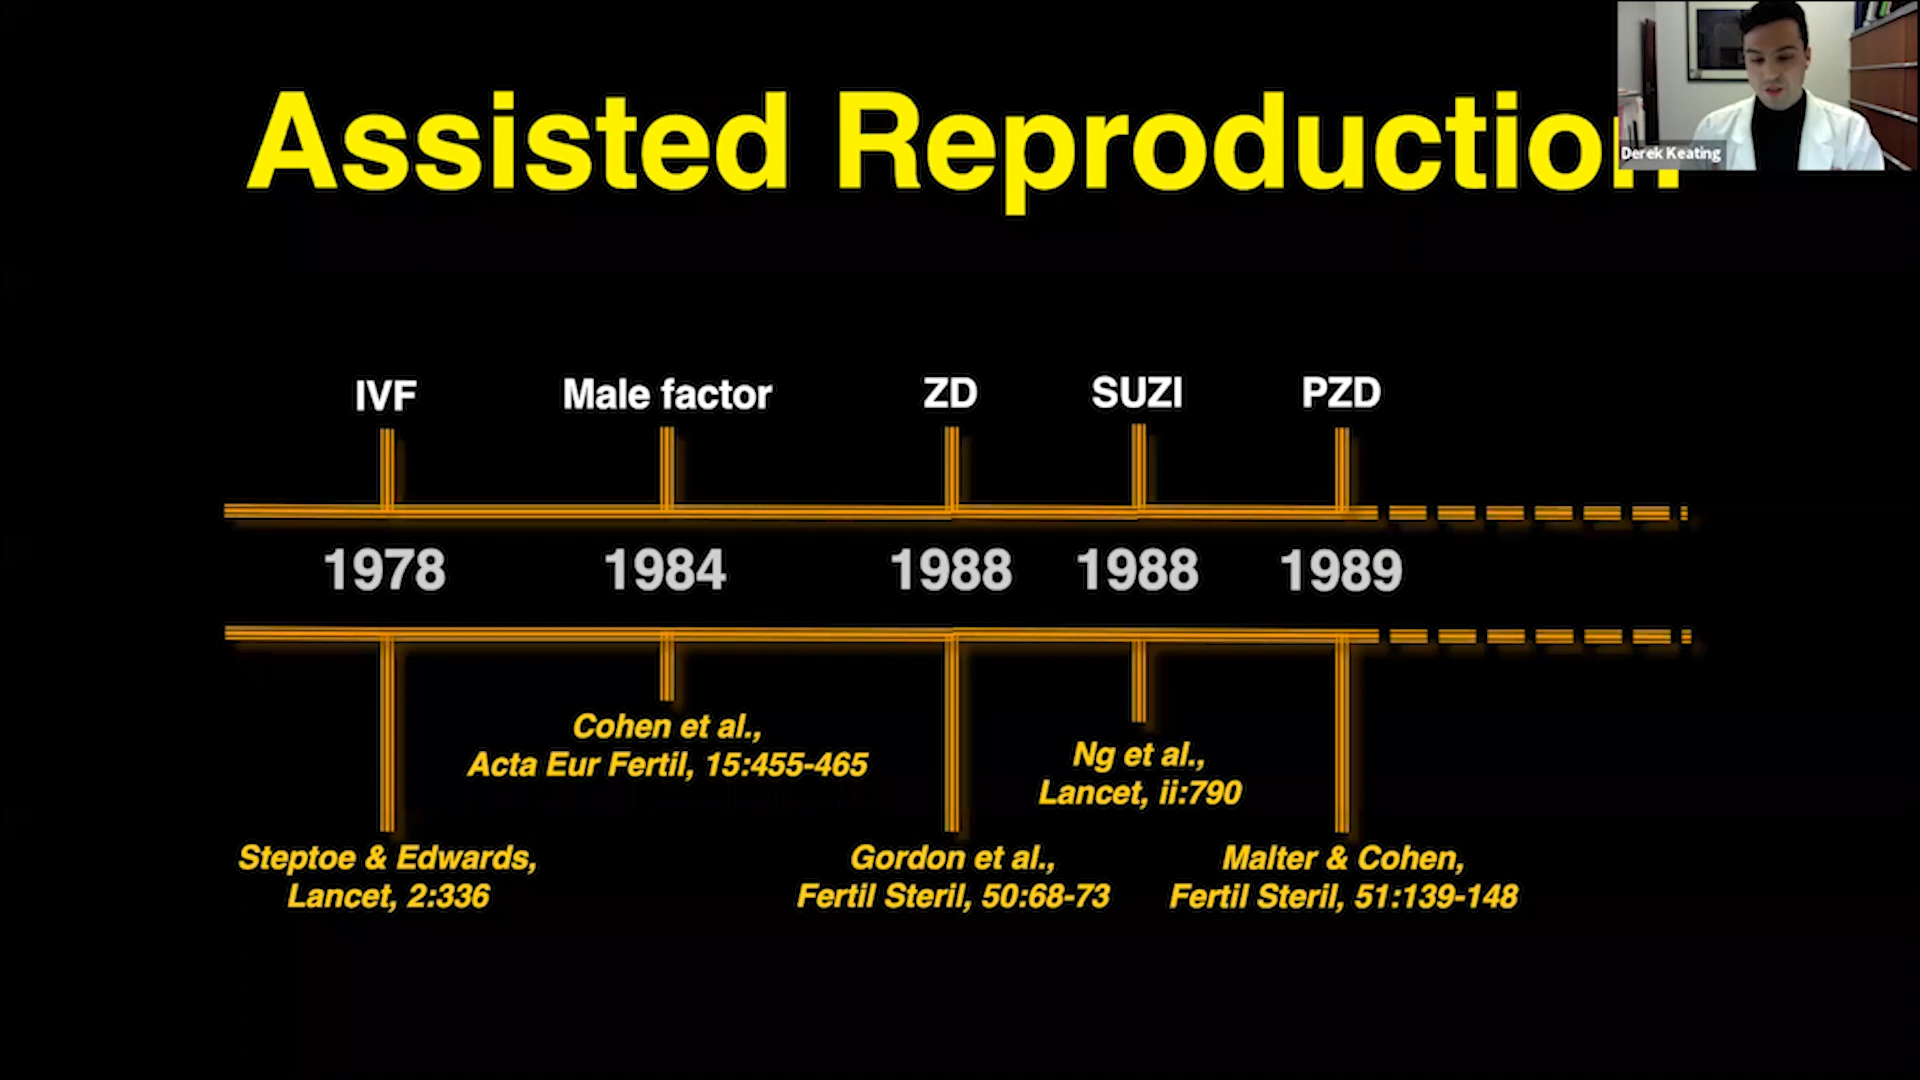 Assisted Reproduction
Derek Keating
IVF
Male factor
ZD
SUZI
PZD
1978
1984
1988
1988
1989
Cohen et al.,
Acta Eur Fertil, 15:455-465
Ng et al.,
Lancet, ii:790
Steptoe & Edwards,
Lancet, 2:336
Gordon et al.,
Fertil Steril, 50:68-73
Malter & Cohen,
Fertil Steril, 51:139-148